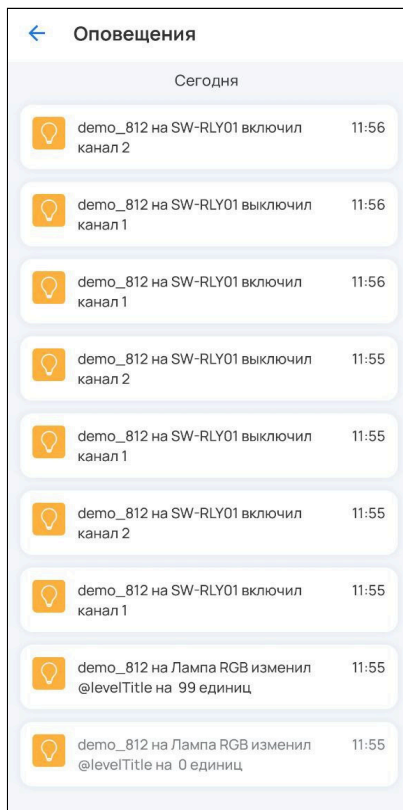 Оповещения
Сегодня
demo_812 на SW-RLY01 включил 11:56
канал 2
demo_812 на SW-RLY01 выключил 11:56
канал 1
demo_812 на SW-RLY01 включил 11:56
канал 1
demo_812 на SW-RLY01 выключил 11:55
канал 2
demo_812 на SW-RLY01 выключил 11:55
канал 1
demo_812 на SW-RLY01 включил 11:55
канал 2
demo_812 на SW-RLY01 включил 11:55
канал 1
demo_812 на Лампа RGB изменил 11:55
@levelTitle на 99 единиц
demo_812 на Лампа RGB изменил 11:55
@levelTitle на 0 единиц